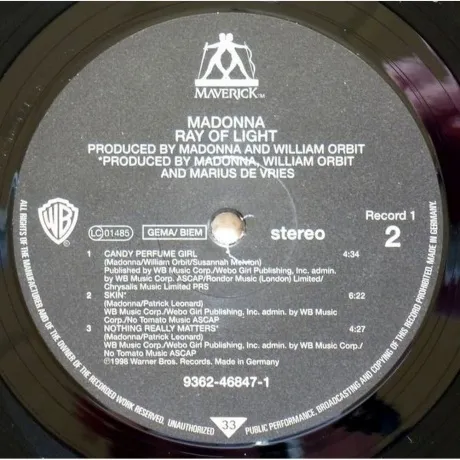 MAVERICK™
MADONNA
RAY OF LIGHT
PRODUCED BY MADONNA AND WILLIAM ORBIT
*PRODUCED BY MADONNA, WILLIAM ORBIT
AND MARIUS DE VRIES
WB
LC 01485
GEMA/ BIEM
stereo
Record 1
2
1 CANDY PERFUME GIRL 4:34
(Madonna/William Orbit/Susannah Melvoin)
Published by WB Music Corp./Webo Girl Publishing, Inc. admin.
by WB Music Corp. ASCAP/Rondor Music (London) Limited/
Chrysalis Music Limited PRS
2 SKIN* 6:22
(Madonna/Patrick Leonard)
WB Music Corp./Webo Girl Publishing, Inc. admin. by WB Music
Corp./No Tomato Music ASCAP
3 NOTHING REALLY MATTERS* 4:27
(Madonna/Patrick Leonard)
WB Music Corp./Webo Girl Publishing, Inc. admin. by WB Music Corp./
No Tomato Music ASCAP
©1998 Warner Bros. Records. Made in Germany
9362-46847-1
33
ALL RIGHTS OF THE MANUFACTURER AND OF THE OWNER OF THE RECORDED WORK RESERVED. UNAUTHORIZED PUBLIC PERFORMANCE, BROADCASTING AND COPYING OF THIS RECORD PROHIBITED. MADE IN GERMANY.